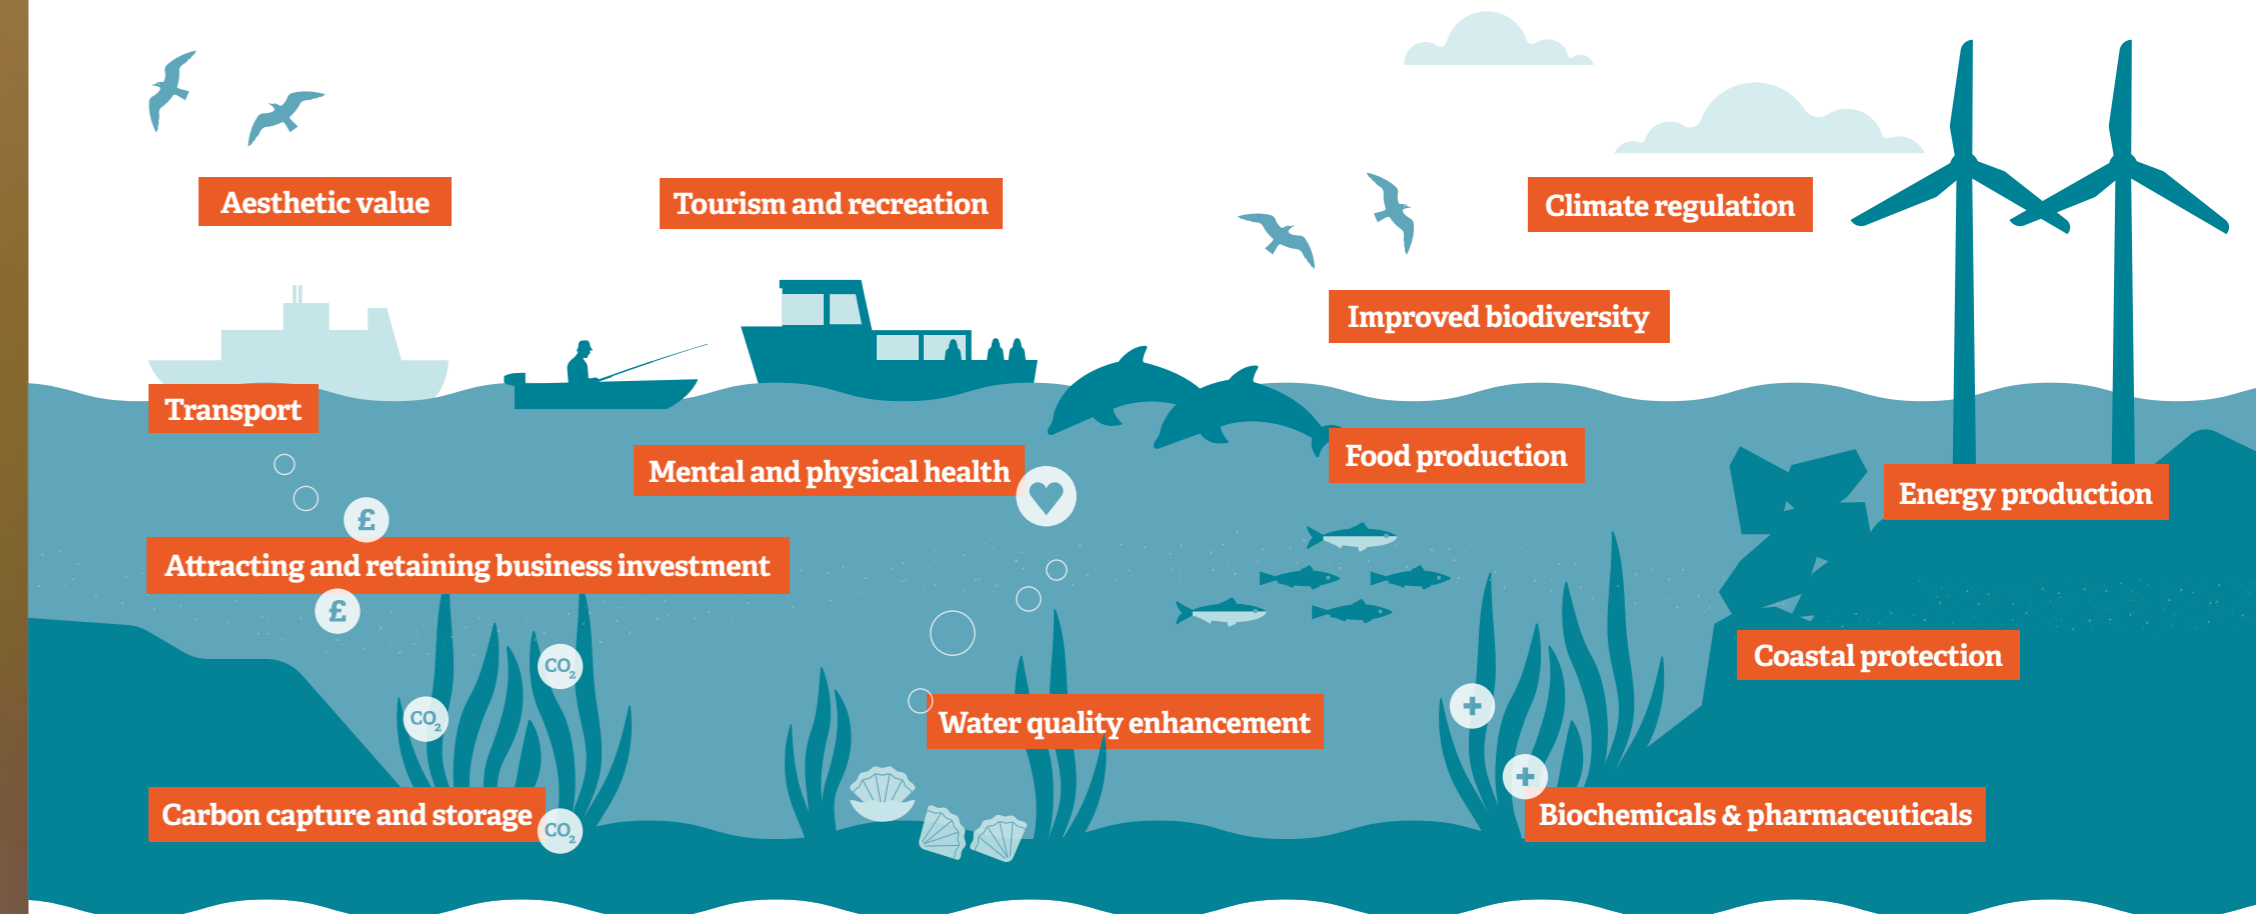 Aesthetic value
Tourism and recreation
Climate regulation
Improved biodiversity
Transport
Mental and physical health
Food production
Energy production
£
Attracting and retaining business investment
£
Coastal protection
CO₂
CO₂
Water quality enhancement
Carbon capture and storage
CO₂
Biochemicals & pharmaceuticals